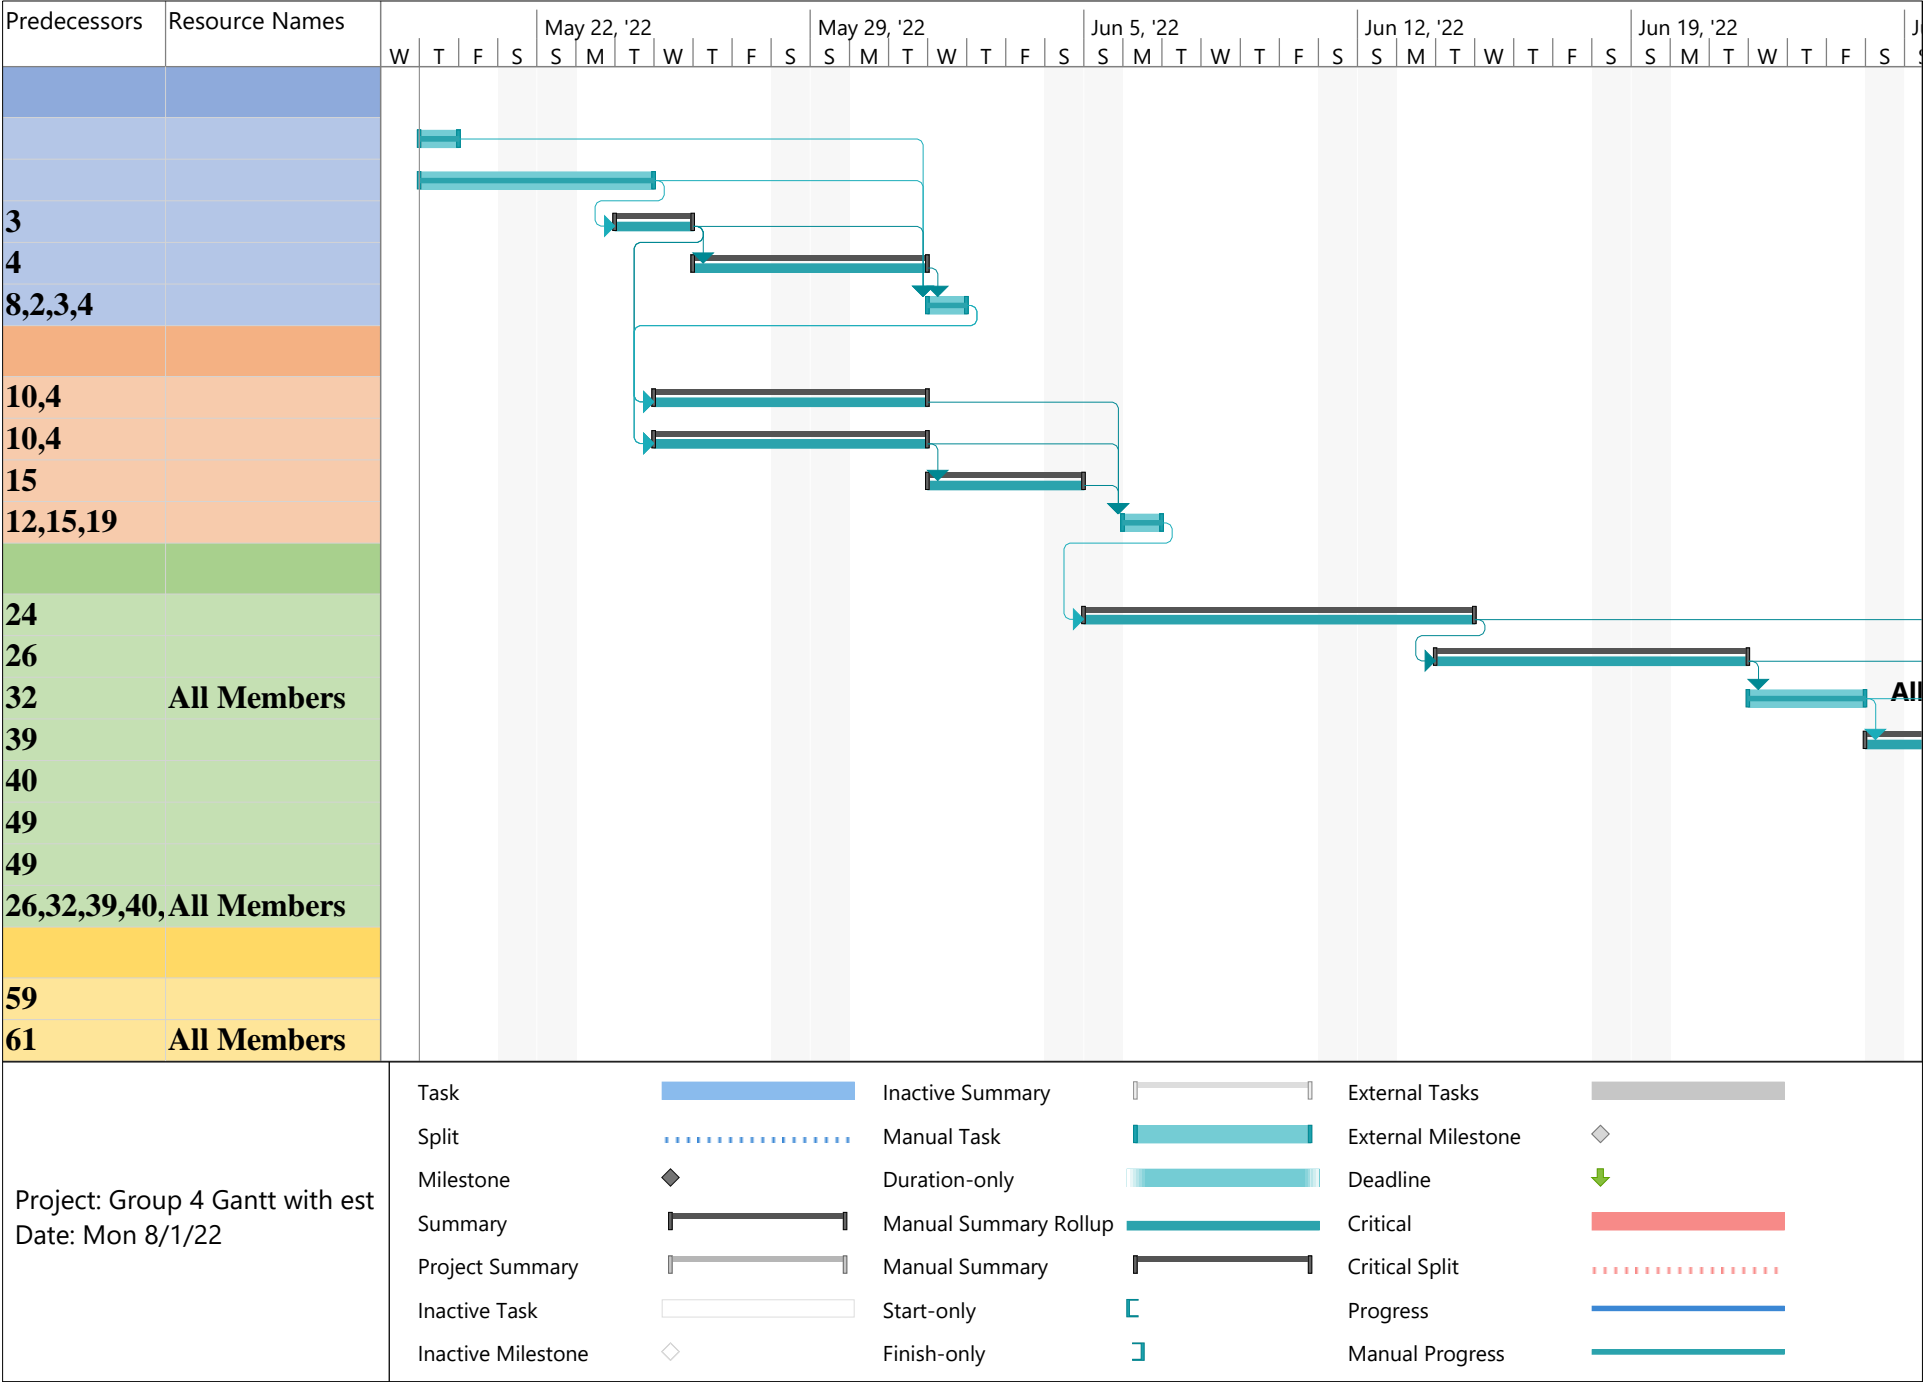 Predecessors Resource Names
May 22, '22 May 29, '22 Jun 5, '22 Jun 12, '22 Jun 19, '22
W T F S S M T W T F S S M T W T F S S M T W T F S S M T W T F S S M T W T F S
3
4
8,2,3,4
10,4
10,4
15
12,15,19
24
26
32 All Members All
39
40
49
49
26,32,39,40, All Members
59
61 All Members
Project: Group 4 Gantt with est
Date: Mon 8/1/22
Task Inactive Summary External Tasks
Split Manual Task External Milestone
Milestone Duration-only Deadline
Summary Manual Summary Rollup Critical
Project Summary Manual Summary Critical Split
Inactive Task Start-only Progress
Inactive Milestone Finish-only Manual Progress